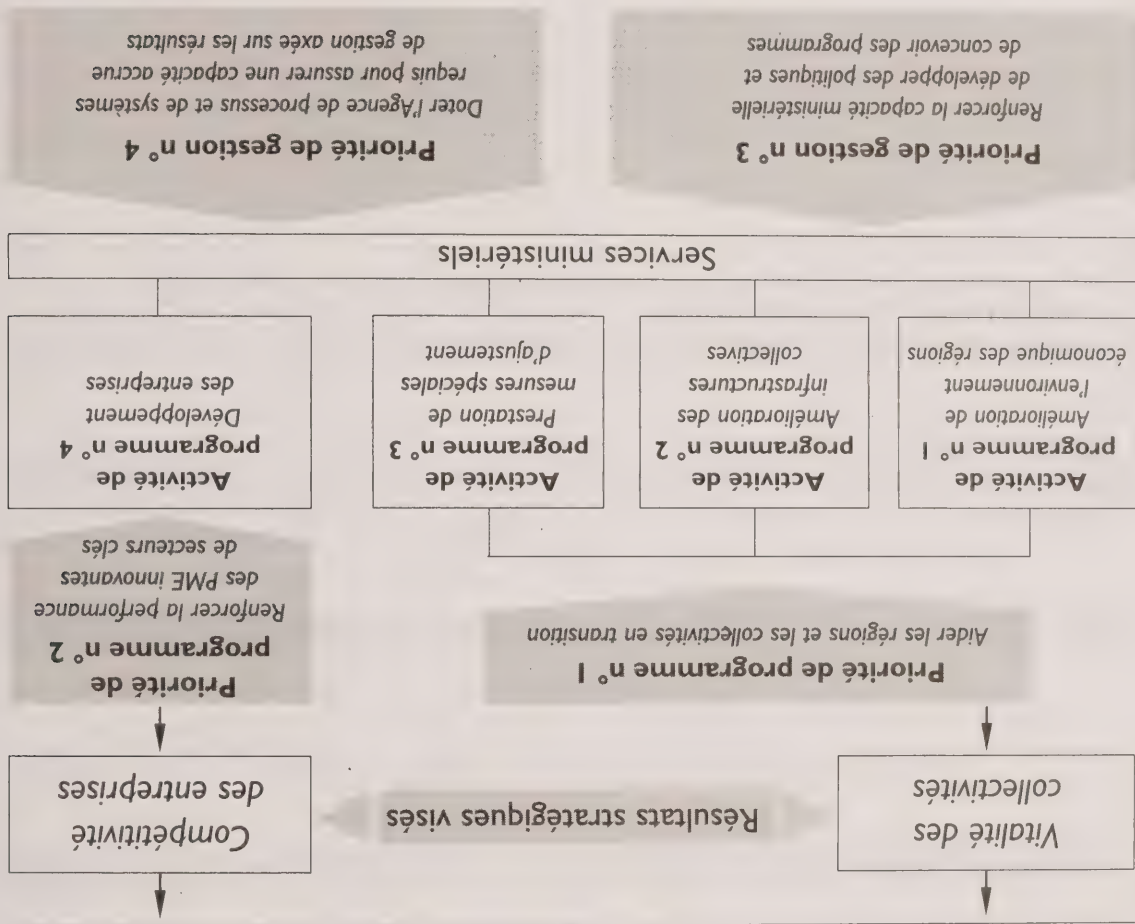 Vitalité des
collectivités
Résultats stratégiques visés
Compétitivité
des entreprises
Priorité de programme n° 1
Aider les régions et les collectivités en transition
Priorité de
programme n° 2
Renforcer la performance
des PME innovantes
de secteurs clés
Activité de
programme n° 1
Amélioration de
l'environnement
économique des régions
Activité de
programme n° 2
Amélioration des
infrastructures
collectives
Activité de
programme n° 3
Prestation de
mesures spéciales
d'ajustement
Activité de
programme n° 4
Développement
des entreprises
Services ministériels
Priorité de gestion n° 3
Renforcer la capacité ministérielle
de développer des politiques et
de concevoir des programmes
Priorité de gestion n° 4
Doter l'Agence de processus et de systèmes
requis pour assurer une capacité accrue
de gestion axée sur les résultats